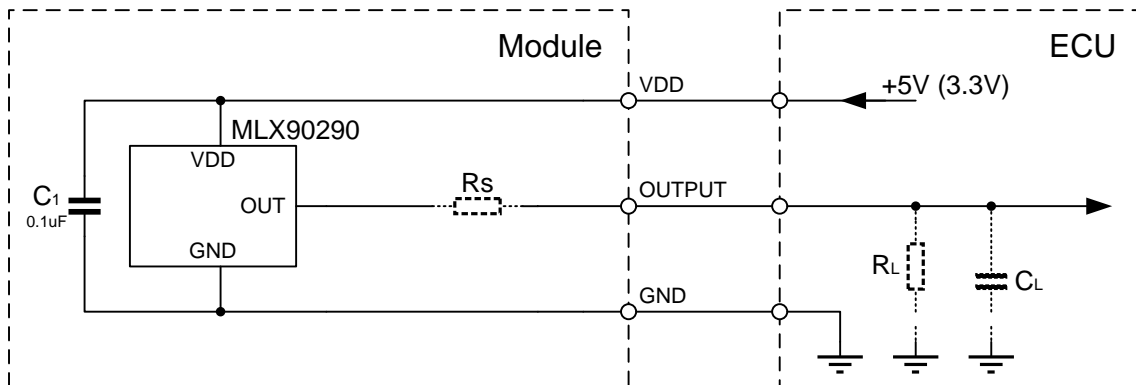 Module
ECU
VDD
+5V (3.3V)
MLX90290
VDD
C1
0.1uF
OUT
Rs
OUTPUT
GND
RL
CL
GND